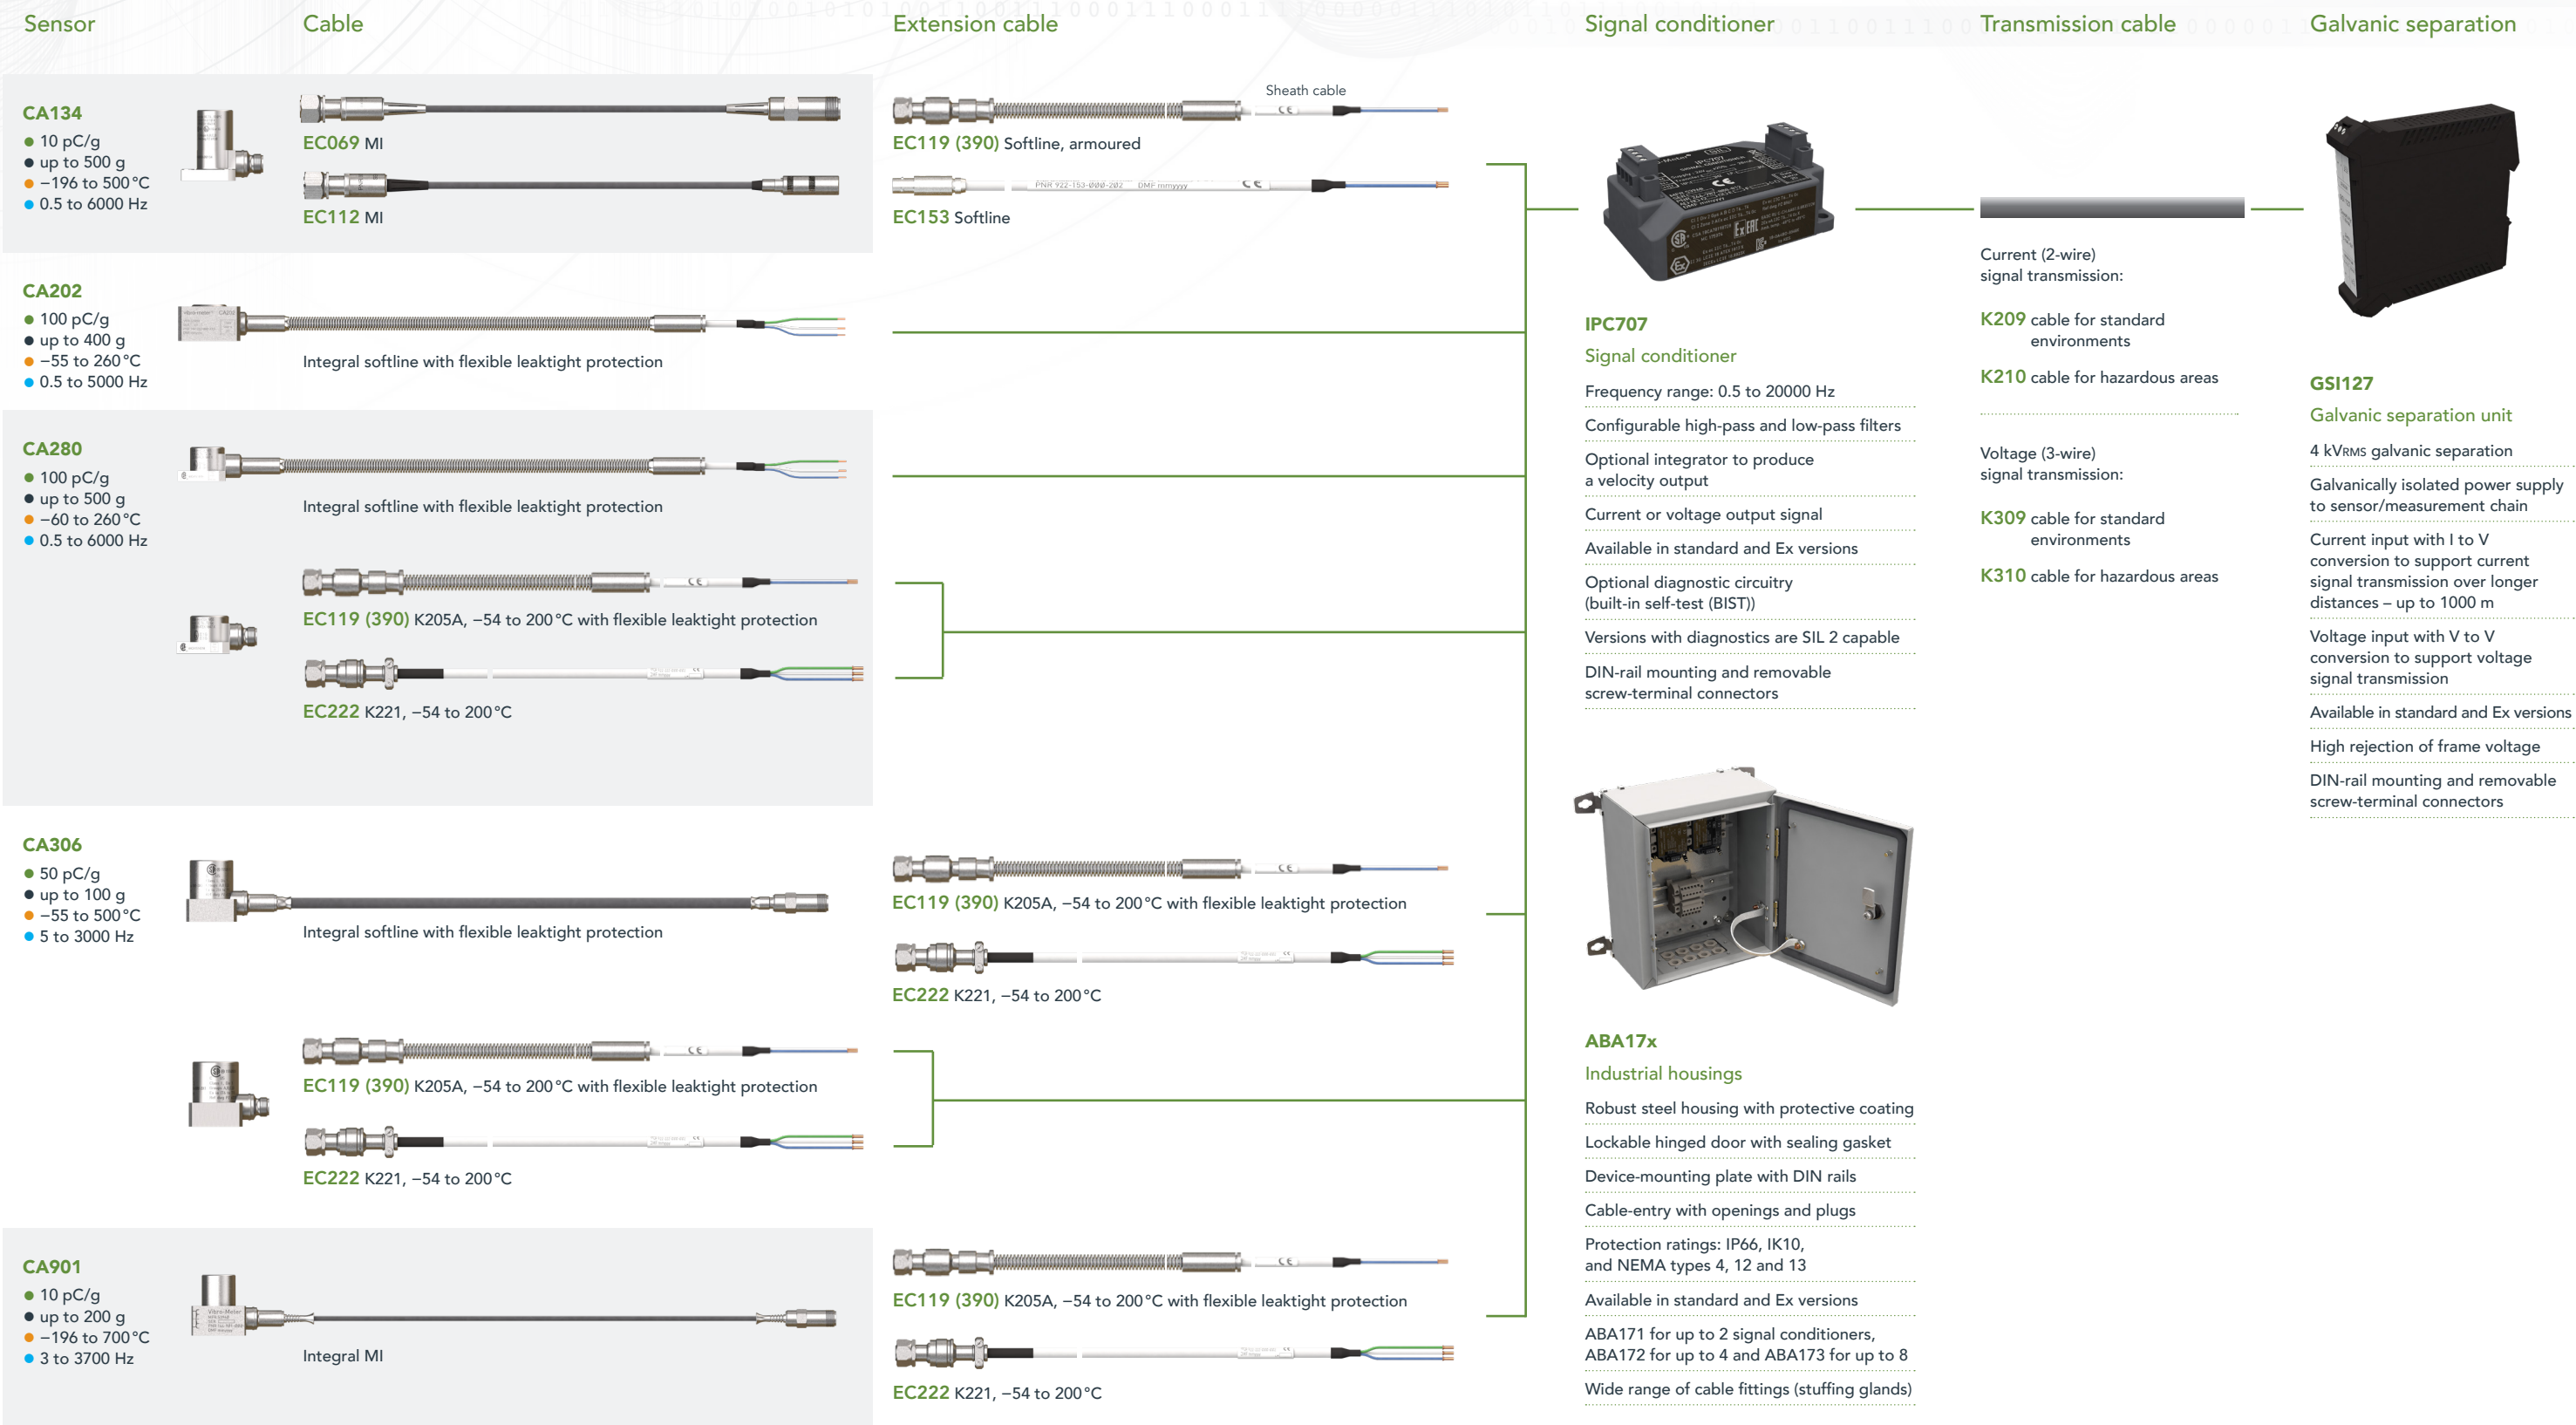 Sensor
Cable
Extension cable
Signal conditioner
Transmission cable
Galvanic separation
CA134
10 pC/g
up to 500 g
−196 to 500 °C
0.5 to 6000 Hz
EC069 MI
EC112 MI
Sheath cable
EC119 (390) Softline, armoured
PNR 922-153-000-202 DMF mmyyyy CE
EC153 Softline
CA202
100 pC/g
up to 400 g
−55 to 260 °C
0.5 to 5000 Hz
Integral softline with flexible leaktight protection
CA280
100 pC/g
up to 500 g
−60 to 260 °C
0.5 to 6000 Hz
Integral softline with flexible leaktight protection
EC119 (390) K205A, −54 to 200 °C with flexible leaktight protection
EC222 K221, −54 to 200 °C
CA306
50 pC/g
up to 100 g
−55 to 500 °C
5 to 3000 Hz
Integral softline with flexible leaktight protection
EC119 (390) K205A, −54 to 200 °C with flexible leaktight protection
EC222 K221, −54 to 200 °C
EC119 (390) K205A, −54 to 200 °C with flexible leaktight protection
EC222 K221, −54 to 200 °C
CA901
10 pC/g
up to 200 g
−196 to 700 °C
3 to 3700 Hz
Integral MI
EC119 (390) K205A, −54 to 200 °C with flexible leaktight protection
EC222 K221, −54 to 200 °C
IPC707
IPC707
Signal conditioner
Frequency range: 0.5 to 20000 Hz
Configurable high-pass and low-pass filters
Optional integrator to produce
a velocity output
Current or voltage output signal
Available in standard and Ex versions
Optional diagnostic circuitry
(built-in self-test (BIST))
Versions with diagnostics are SIL 2 capable
DIN-rail mounting and removable
screw-terminal connectors
ABA17x
Industrial housings
Robust steel housing with protective coating
Lockable hinged door with sealing gasket
Device-mounting plate with DIN rails
Cable-entry with openings and plugs
Protection ratings: IP66, IK10,
and NEMA types 4, 12 and 13
Available in standard and Ex versions
ABA171 for up to 2 signal conditioners,
ABA172 for up to 4 and ABA173 for up to 8
Wide range of cable fittings (stuffing glands)
Current (2-wire)
signal transmission:
K209 cable for standard
environments
K210 cable for hazardous areas
Voltage (3-wire)
signal transmission:
K309 cable for standard
environments
K310 cable for hazardous areas
GSI127
Galvanic separation unit
4 kVRMS galvanic separation
Galvanically isolated power supply
to sensor/measurement chain
Current input with I to V
conversion to support current
signal transmission over longer
distances – up to 1000 m
Voltage input with V to V
conversion to support voltage
signal transmission
Available in standard and Ex versions
High rejection of frame voltage
DIN-rail mounting and removable
screw-terminal connectors